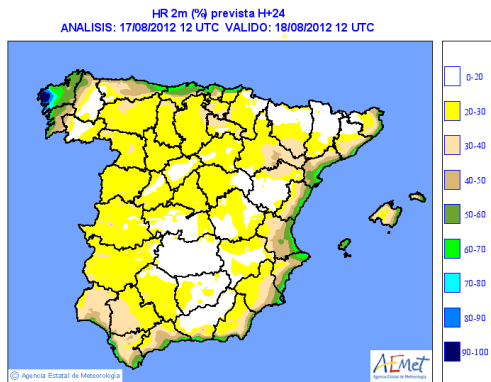 HR 2m (%) prevista H+24
ANALISIS: 17/08/2012 12 UTC VALIDO: 18/08/2012 12 UTC
0-20
20-30
30-40
40-50
50-60
60-70
70-80
80-90
90-100
© Agencia Estatal de Meteorología
AEMet
Agencia Estatal de Meteorología